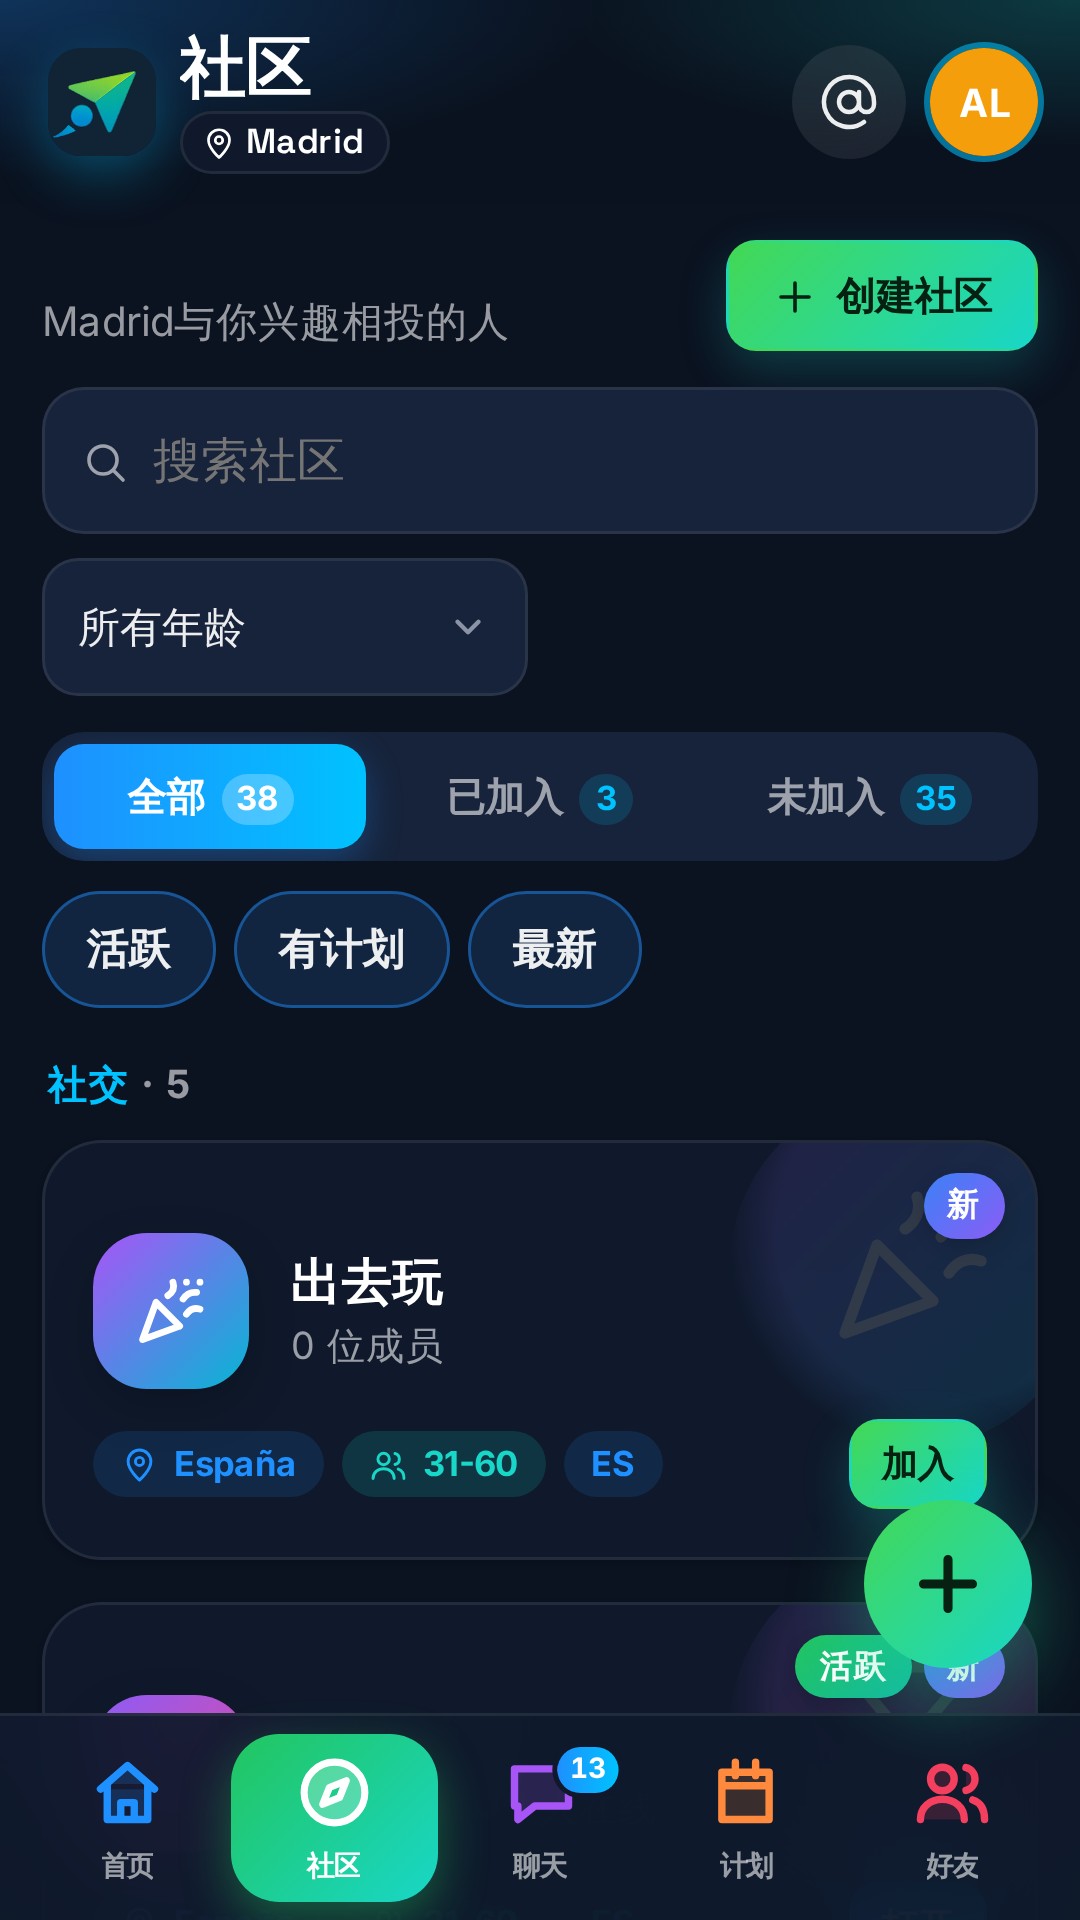 社区
Madrid
AL
Madrid与你兴趣相投的人
创建社区
搜索社区
所有年龄
全部 38
已加入 3
未加入 35
活跃
有计划
最新
社交 · 5
新
出去玩
0 位成员
España
31-60
ES
加入
活跃
新
13
首页
社区
聊天
计划
好友